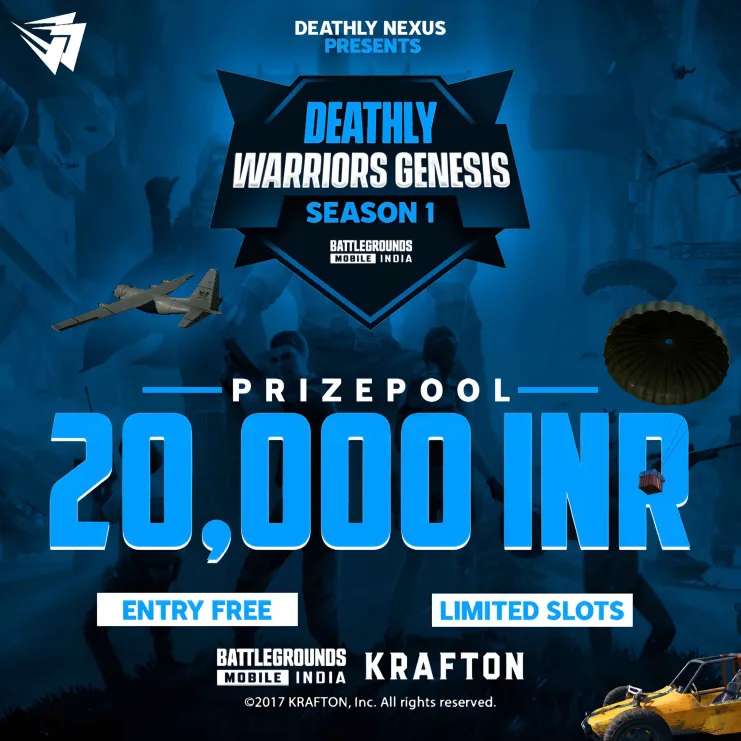 DEATHLY NEXUS
PRESENTS
DEATHLY
WARRIORS GENESIS
SEASON 1
BATTLEGROUNDS
MOBILE INDIA
PRIZEPOOL
20,000 INR
ENTRY FREE
LIMITED SLOTS
BATTLEGROUNDS
MOBILE INDIA
KRAFTON
©2017 KRAFTON, Inc. All rights reserved.